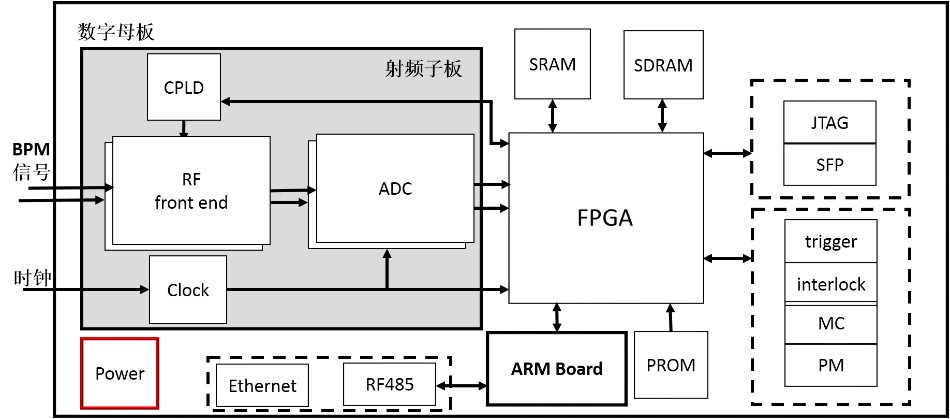 数字母板
射频子板
CPLD
SRAM
SDRAM
JTAG
SFP
BPM
信号
RF
front end
ADC
FPGA
trigger
interlock
MC
PM
时钟
Clock
Power
Ethernet
RF485
ARM Board
PROM